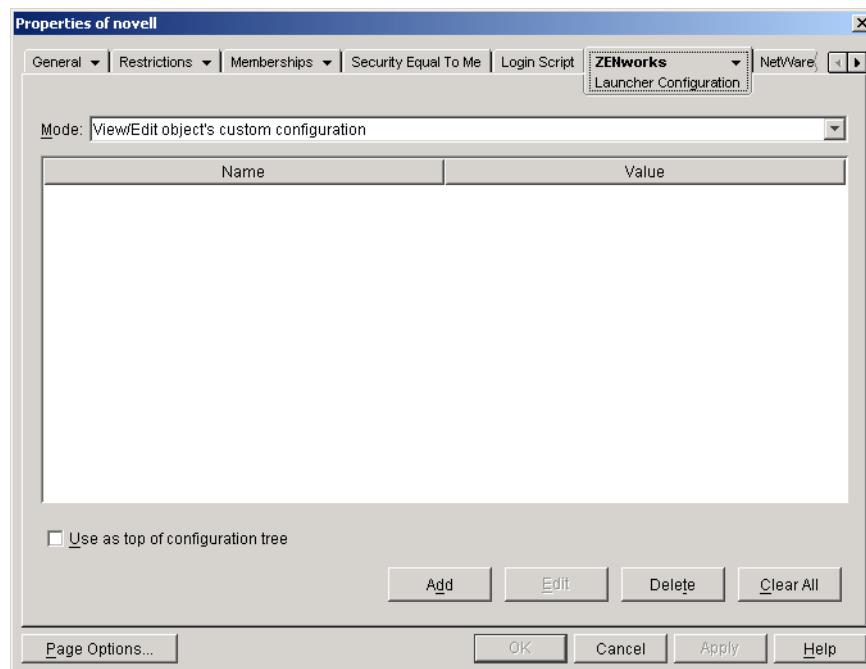 Properties of novell
General Restrictions Memberships Security Equal To Me Login Script ZENworks NetWare
Launcher Configuration
Mode: View/Edit object's custom configuration
Name Value
Use as top of configuration tree
Add Edit Delete Clear All
Page Options... OK Cancel Apply Help